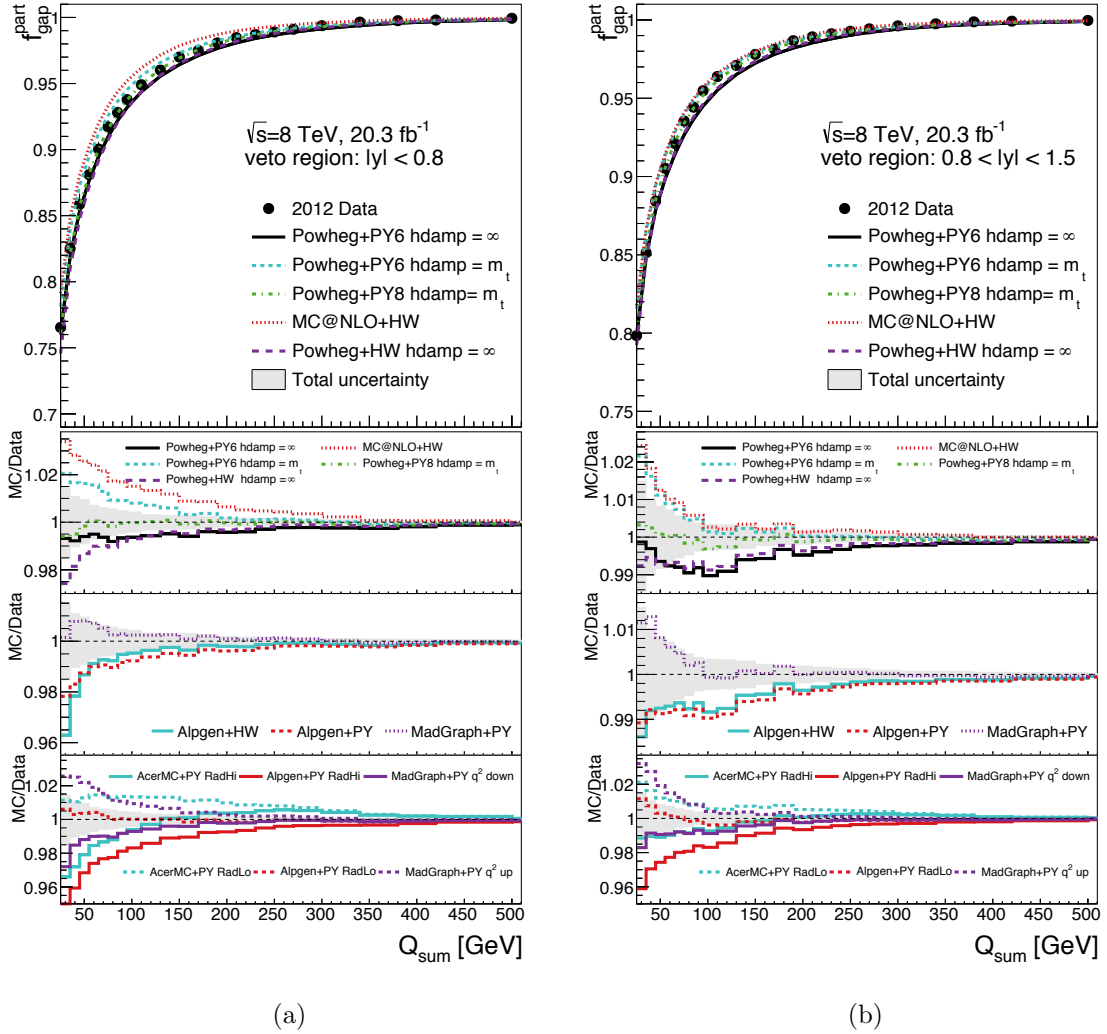 f^part_gap
1
0.95
0.9
0.85
0.8
0.75
0.7
√s=8 TeV, 20.3 fb⁻¹
veto region: |y| < 0.8
2012 Data
Powheg+PY6 hdamp = ∞
Powheg+PY6 hdamp = m_t
Powheg+PY8 hdamp= m_t
MC@NLO+HW
Powheg+HW hdamp = ∞
Total uncertainty
MC/Data
1.02
1
0.98
Powheg+PY6 hdamp = ∞
MC@NLO+HW
Powheg+PY6 hdamp = m_t
Powheg+PY8 hdamp = m_t
Powheg+HW hdamp = ∞
MC/Data
1
0.98
0.96
Alpgen+HW Alpgen+PY MadGraph+PY
MC/Data
1.02
1
0.98
0.96
AcerMC+PY RadHi Alpgen+PY RadHi MadGraph+PY q² down
AcerMC+PY RadLo Alpgen+PY RadLo MadGraph+PY q² up
50 100 150 200 250 300 350 400 450 500
Q_sum [GeV]
(a)
f^part_gap
1
0.95
0.9
0.85
0.8
0.75
√s=8 TeV, 20.3 fb⁻¹
veto region: 0.8 < |y| < 1.5
2012 Data
Powheg+PY6 hdamp = ∞
Powheg+PY6 hdamp = m_t
Powheg+PY8 hdamp= m_t
MC@NLO+HW
Powheg+HW hdamp = ∞
Total uncertainty
MC/Data
1.02
1.01
1
0.99
Powheg+PY6 hdamp = ∞
MC@NLO+HW
Powheg+PY6 hdamp = m_t
Powheg+PY8 hdamp = m_t
Powheg+HW hdamp = ∞
MC/Data
1.01
1
0.99
Alpgen+HW Alpgen+PY MadGraph+PY
MC/Data
1.02
1
0.98
0.96
AcerMC+PY RadHi Alpgen+PY RadHi MadGraph+PY q² down
AcerMC+PY RadLo Alpgen+PY RadLo MadGraph+PY q² up
50 100 150 200 250 300 350 400 450 500
Q_sum [GeV]
(b)